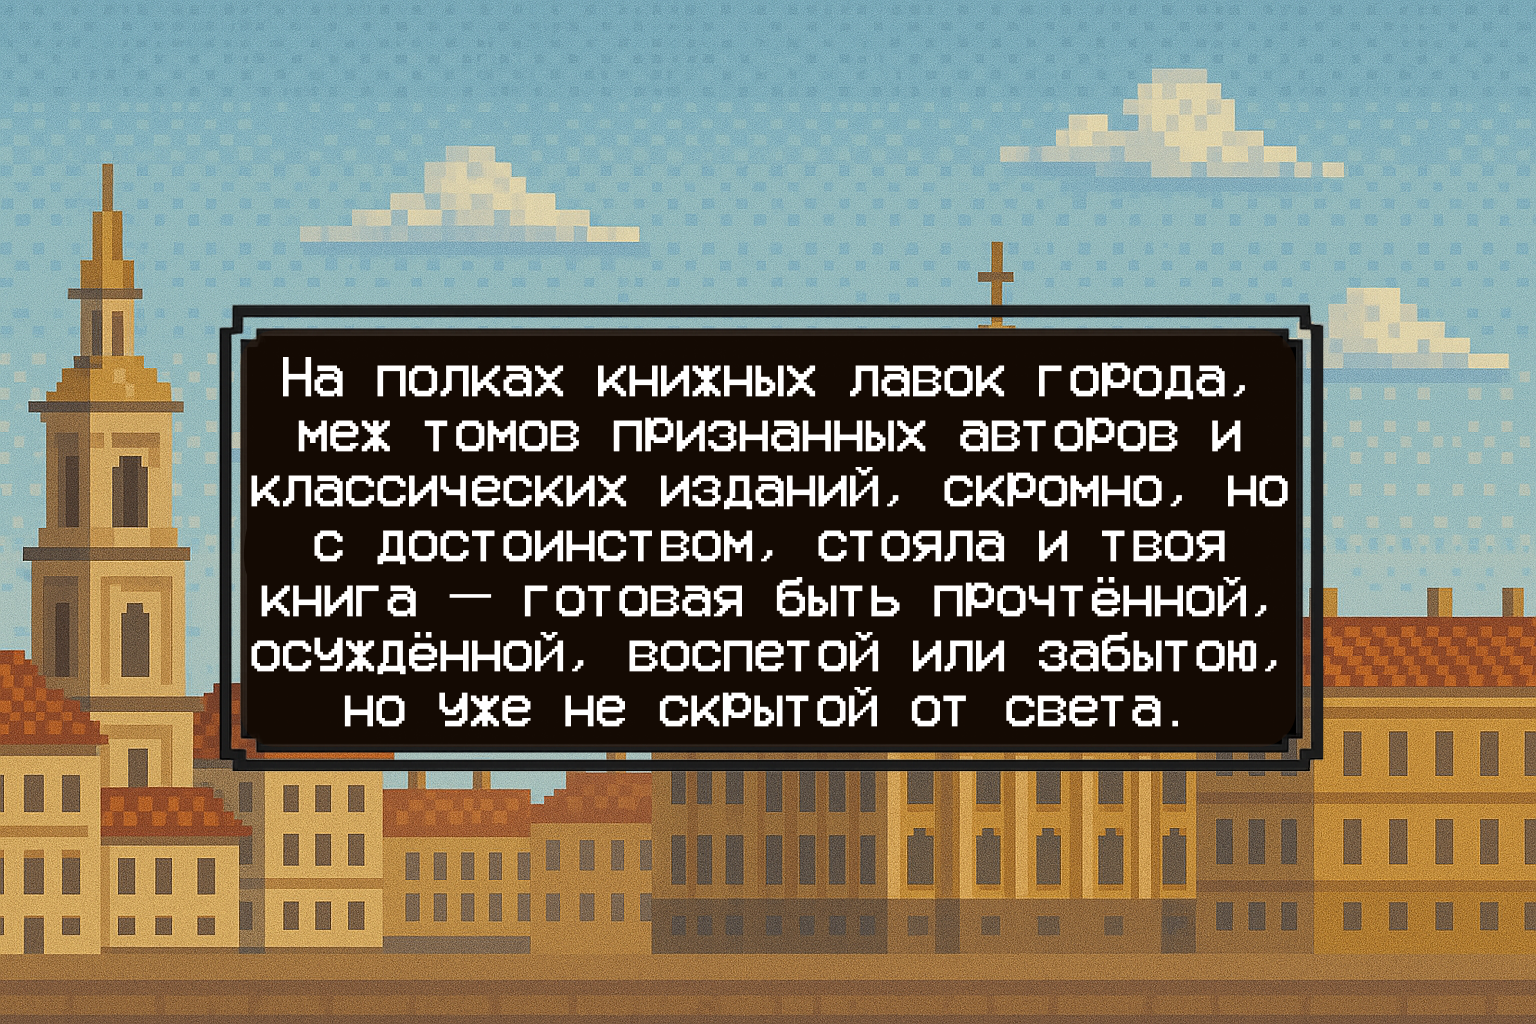 На полках книжных лавок города,
меж томов признанных авторов и
классических изданий, скромно, но
с достоинством, стояла и твоя
книга — готовая быть прочтённой,
осуждённой, воспетой или забытою,
но уже не скрытой от света.